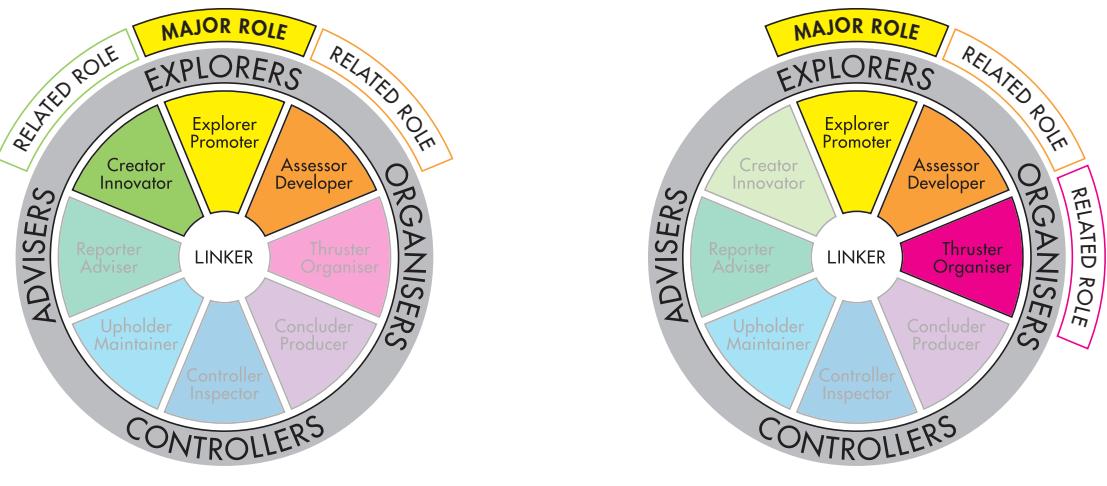 MAJOR ROLE
RELATED ROLE
RELATED ROLE
EXPLORERS
ORGANISERS
CONTROLLERS
ADVISERS
Explorer
Promoter
Assessor
Developer
Thruster
Organiser
Concluder
Producer
Controller
Inspector
Upholder
Maintainer
Reporter
Adviser
Creator
Innovator
LINKER
MAJOR ROLE
RELATED ROLE
RELATED ROLE
EXPLORERS
ORGANISERS
CONTROLLERS
ADVISERS
Explorer
Promoter
Assessor
Developer
Thruster
Organiser
Concluder
Producer
Controller
Inspector
Upholder
Maintainer
Reporter
Adviser
Creator
Innovator
LINKER